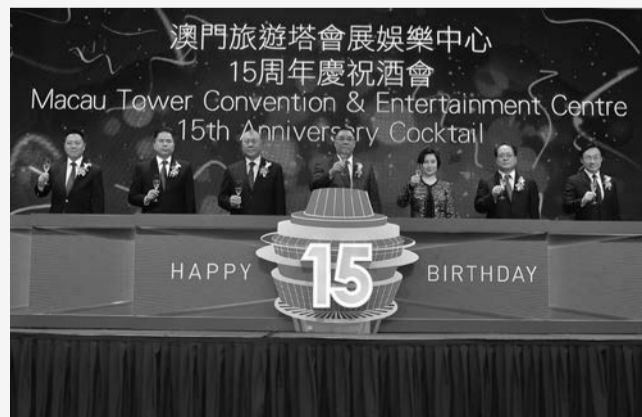 澳門旅遊塔會展娛樂中心
15周年慶祝酒會
Macau Tower Convention & Entertainment Centre
15th Anniversary Cocktail
HAPPY 15 BIRTHDAY